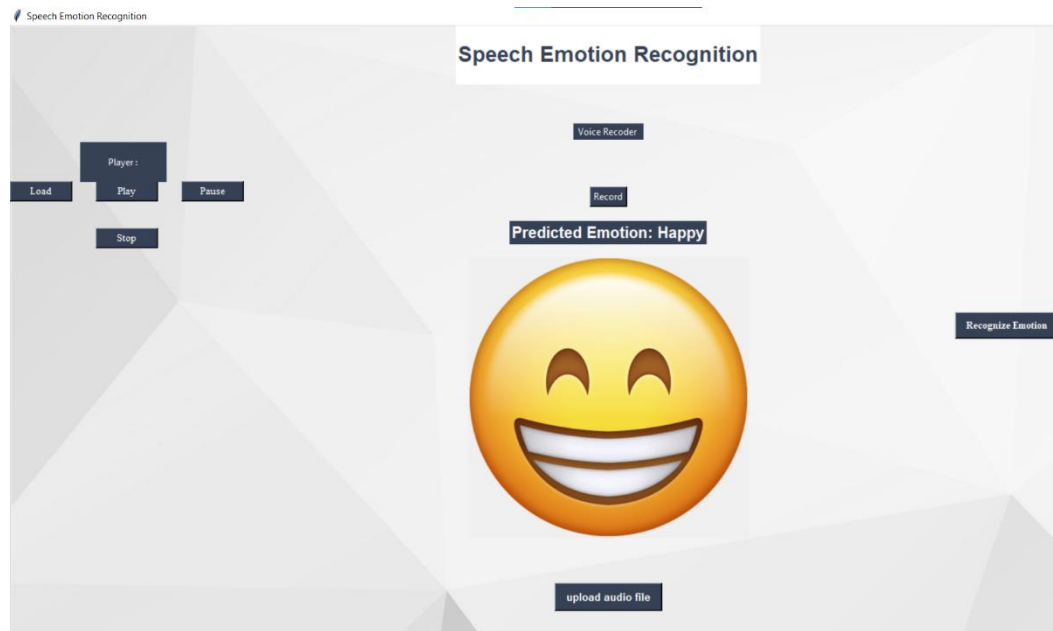 Speech Emotion Recognition
Speech Emotion Recognition
Voice Recoder
Player :
Load Play Pause
Record
Stop
Predicted Emotion: Happy
Recognize Emotion
upload audio file